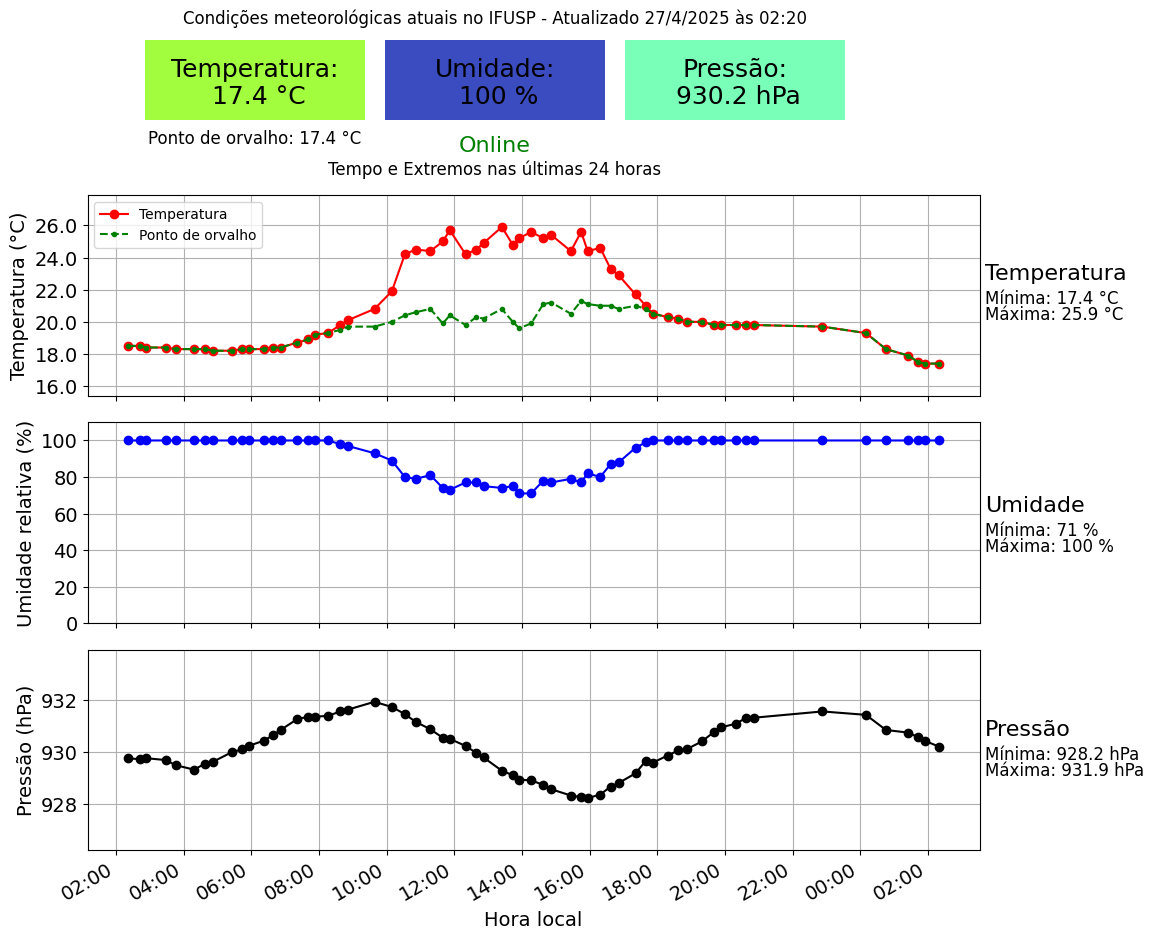 Condições meteorológicas atuais no IFUSP - Atualizado 27/4/2025 às 02:20
Temperatura:
17.4 °C
Umidade:
100 %
Pressão:
930.2 hPa
Ponto de orvalho: 17.4 °C
Online
Tempo e Extremos nas últimas 24 horas
Temperatura (°C)
26.0
24.0
22.0
20.0
18.0
16.0
Temperatura
Ponto de orvalho
Temperatura
Mínima: 17.4 °C
Máxima: 25.9 °C
Umidade relativa (%)
100
80
60
40
20
0
Umidade
Mínima: 71 %
Máxima: 100 %
Pressão (hPa)
932
930
928
Pressão
Mínima: 928.2 hPa
Máxima: 931.9 hPa
02:00 04:00 06:00 08:00 10:00 12:00 14:00 16:00 18:00 20:00 22:00 00:00 02:00
Hora local